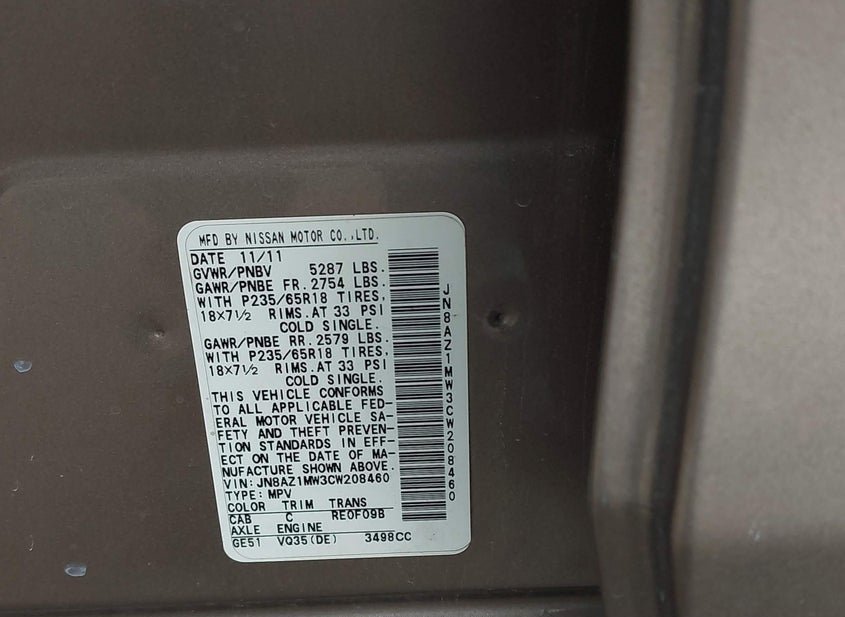 MFD BY NISSAN MOTOR CO.,LTD.
DATE 11/11
GVWR/PNBV 5287 LBS.
GAWR/PNBE FR. 2754 LBS.
WITH P235/65R18 TIRES,
18×7½ RIMS. AT 33 PSI
COLD SINGLE.
GAWR/PNBE RR. 2579 LBS.
WITH P235/65R18 TIRES,
18×7½ RIMS. AT 33 PSI
COLD SINGLE.
THIS VEHICLE CONFORMS
TO ALL APPLICABLE FED-
ERAL MOTOR VEHICLE SA-
FETY AND THEFT PREVEN-
TION STANDARDS IN EFF-
ECT ON THE DATE OF MA-
NUFACTURE SHOWN ABOVE.
VIN: JN8AZ1MW3CW208460
TYPE: MPV
COLOR TRIM TRANS
CAB C RE0F09B
AXLE ENGINE
GE51 VQ35(DE) 3498CC
JN8AZ1MW3CW208460